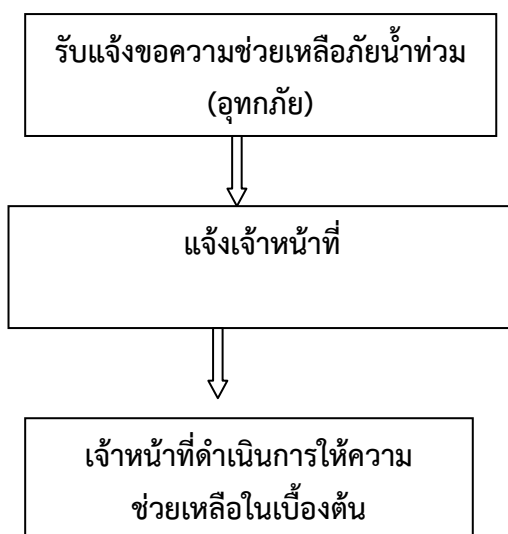 รับแจ้งขอความช่วยเหลือภัยน้ำท่วม
(อุทกภัย)
แจ้งเจ้าหน้าที่
เจ้าหน้าที่ดำเนินการให้ความ
ช่วยเหลือในเบื้องต้น